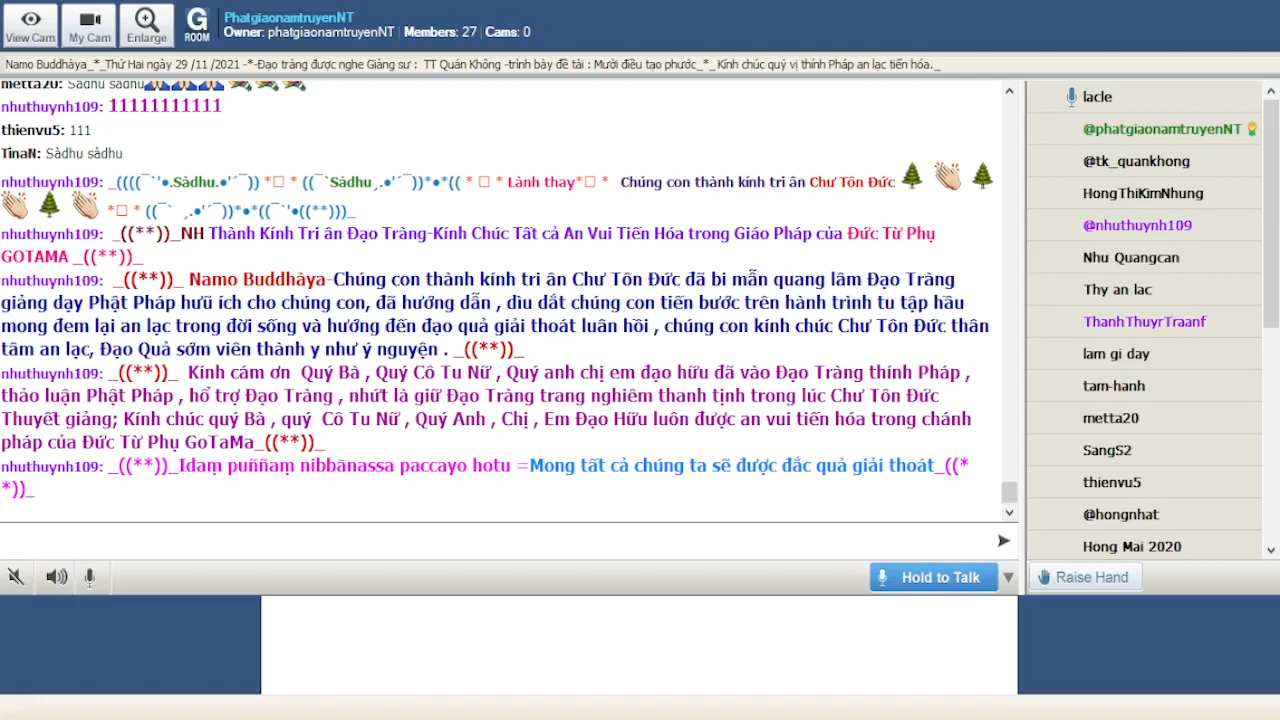 PhatgiaonamtruyenNT
Owner: phatgiaonamtruyenNT | Members: 27 | Cams: 0
View Cam
My Cam
Enlarge
G ROOM
Namo Buddhàya_*_Thứ Hai ngày 29 /11 /2021 -*-Đạo tràng được nghe Giảng sư : TT Quán Không -trình bày đề tài : Mười điều tạo phước_*_ Kính chúc quý vị thính Pháp an lạc tiến hóa._
metta20: Sadhu sadhu
nhuthuynh109: 11111111111
thienvu5: 111
TinaN: Sàdhu sàdhu
nhuthuynh109: _((((¯`'•.Sàdhu.•'´¯)) *☐ * ((¯`Sàdhu¸.•'´¯))*•*(( * ☐ * Lành thay*☐ * Chúng con thành kính tri ân Chư Tôn Đức
*☐ * ((¯` ¸.•'´¯))*•*((¯`'•((**)))_
nhuthuynh109: _((**))_NH Thành Kính Tri ân Đạo Tràng-Kính Chúc Tất cả An Vui Tiến Hóa trong Giáo Pháp của Đức Từ Phụ
GOTAMA _((**))_
nhuthuynh109: _((**))_ Namo Buddhàya-Chúng con thành kính tri ân Chư Tôn Đức đã bi mẫn quang lâm Đạo Tràng
giảng dạy Phật Pháp hưũ ích cho chúng con, đã hướng dẫn , dìu dắt chúng con tiến bước trên hành trình tu tập hầu
mong đem lại an lạc trong đời sống và hướng đến đạo quả giải thoát luân hồi , chúng con kính chúc Chư Tôn Đức thân
tâm an lạc, Đạo Quả sớm viên thành y như ý nguyện . _((**))_
nhuthuynh109: _((**))_ Kính cám ơn Quý Bà , Quý Cô Tu Nữ , Quý anh chị em đạo hữu đã vào Đạo Tràng thính Pháp ,
thảo luận Phật Pháp , hổ trợ Đạo Tràng , nhứt là giữ Đạo Tràng trang nghiêm thanh tịnh trong lúc Chư Tôn Đức
Thuyết giảng; Kính chúc quý Bà , quý Cô Tu Nữ , Quý Anh , Chị , Em Đạo Hữu luôn được an vui tiến hóa trong chánh
pháp của Đức Từ Phụ GoTaMa_((**))_
nhuthuynh109: _((**))_Idaṃ puññaṃ nibbānassa paccayo hotu =Mong tất cả chúng ta sẽ được đắc quả giải thoát_((*
*))_
Hold to Talk
lacle
@phatgiaonamtruyenNT
@tk_quankhong
HongThiKimNhung
@nhuthuynh109
Nhu Quangcan
Thy an lac
ThanhThuyrTraanf
lam gi day
tam-hanh
metta20
SangS2
thienvu5
@hongnhat
Hong Mai 2020
Raise Hand